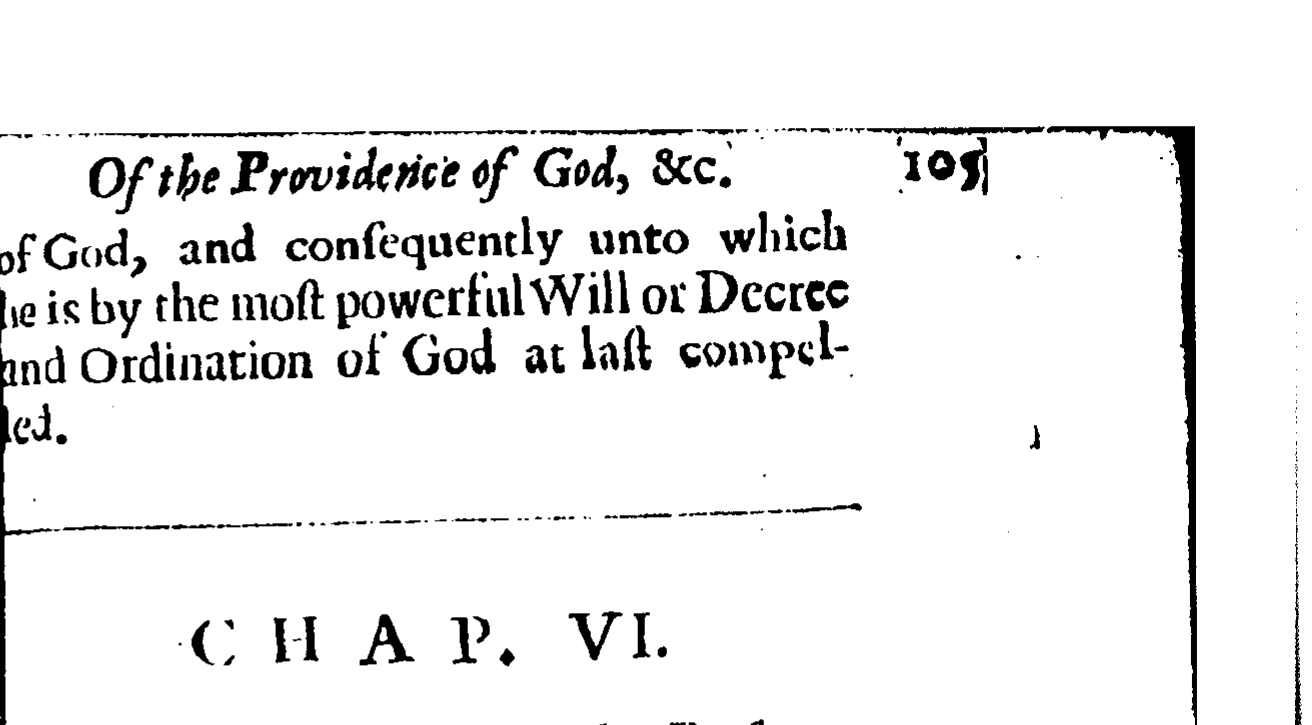 Of the Providence of God, &c. 105
of God, and conſequently unto which
he is by the moſt powerful Will or Decree
and Ordination of God at laſt compel-
led.
CHAP. VI.